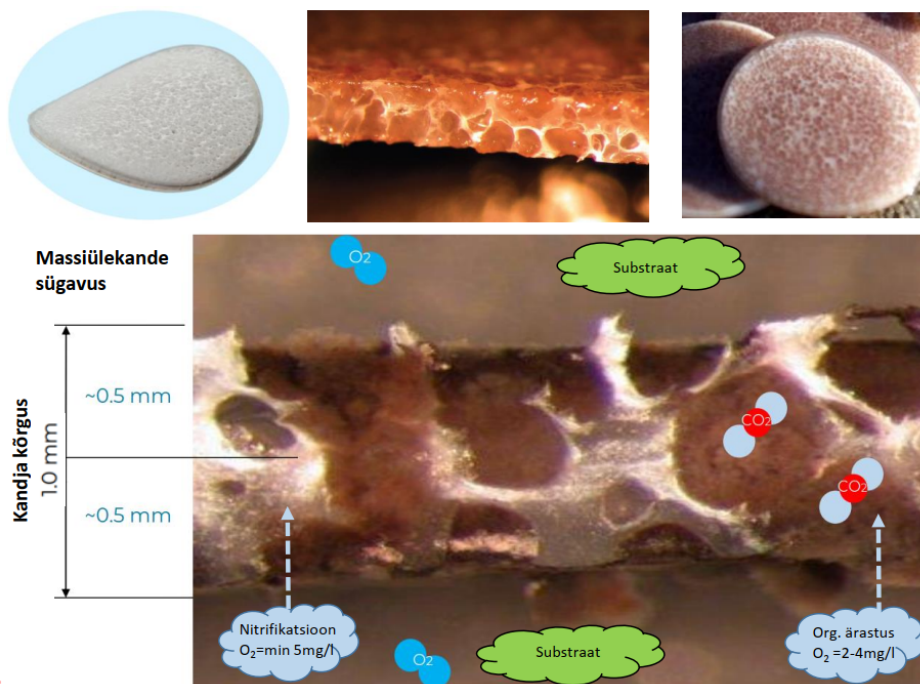 Massiülekande
sügavus
O₂
Substraat
Kandja kõrgus
1.0 mm
~0.5 mm
~0.5 mm
CO₂
CO₂
Nitrifikatsioon
O₂=min 5mg/l
O₂
Substraat
Org. ärastus
O₂ =2-4mg/l